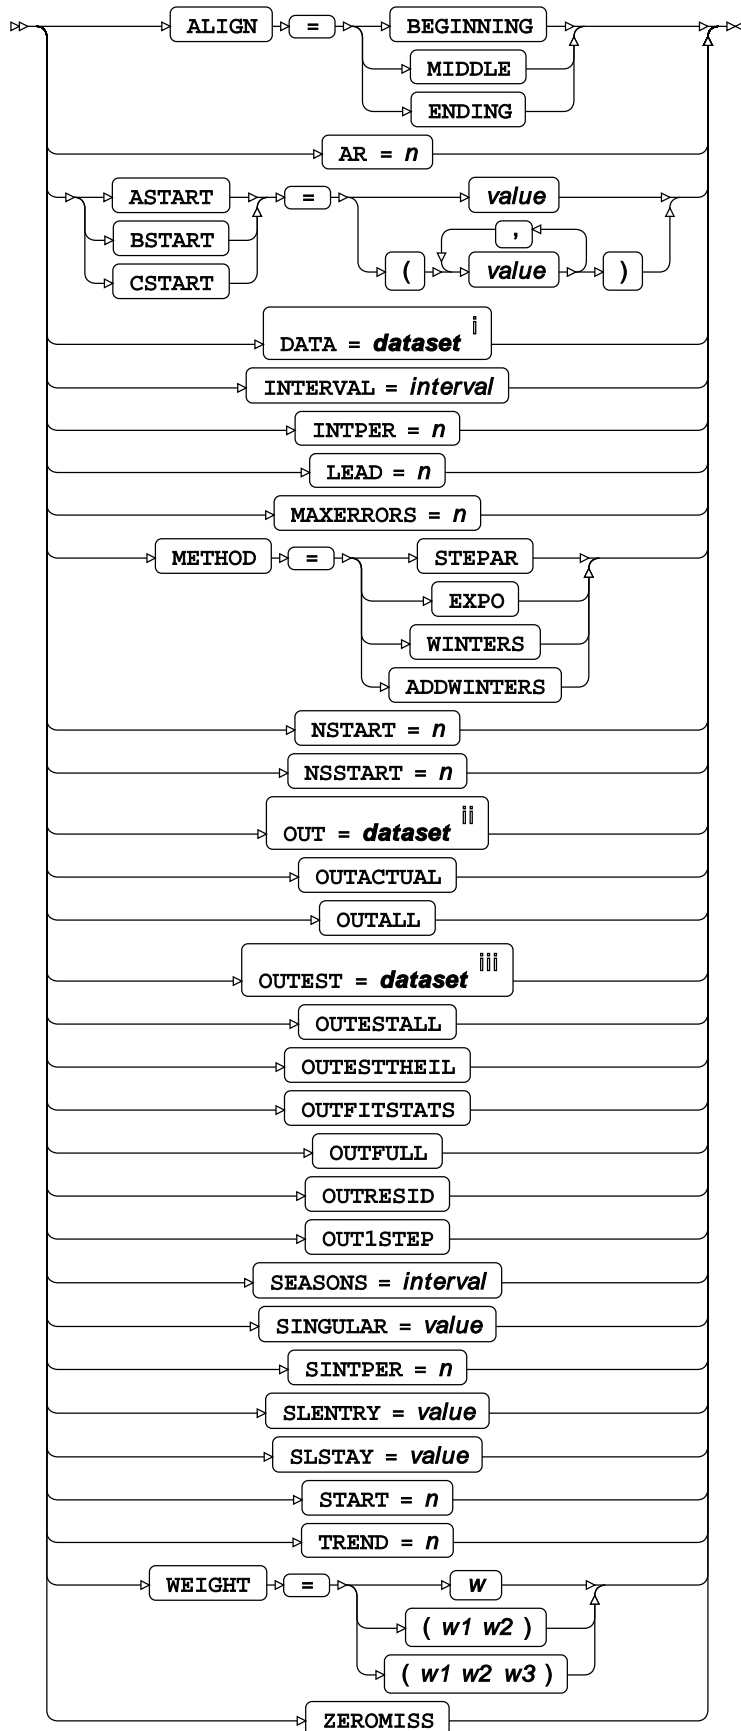 ALIGN = BEGINNING
MIDDLE
ENDING
AR = n
ASTART = value
BSTART ,
CSTART ( value )
DATA = dataset i
INTERVAL = interval
INTPER = n
LEAD = n
MAXERRORS = n
METHOD = STEPAR
EXPO
WINTERS
ADDWINTERS
NSTART = n
NSSTART = n
OUT = dataset ii
OUTACTUAL
OUTALL
OUTEST = dataset iii
OUTESTALL
OUTESTTHEIL
OUTFITSTATS
OUTFULL
OUTRESID
OUT1STEP
SEASONS = interval
SINGULAR = value
SINTPER = n
SLENTRY = value
SLSTAY = value
START = n
TREND = n
WEIGHT = w
( w1 w2 )
( w1 w2 w3 )
ZEROMISS